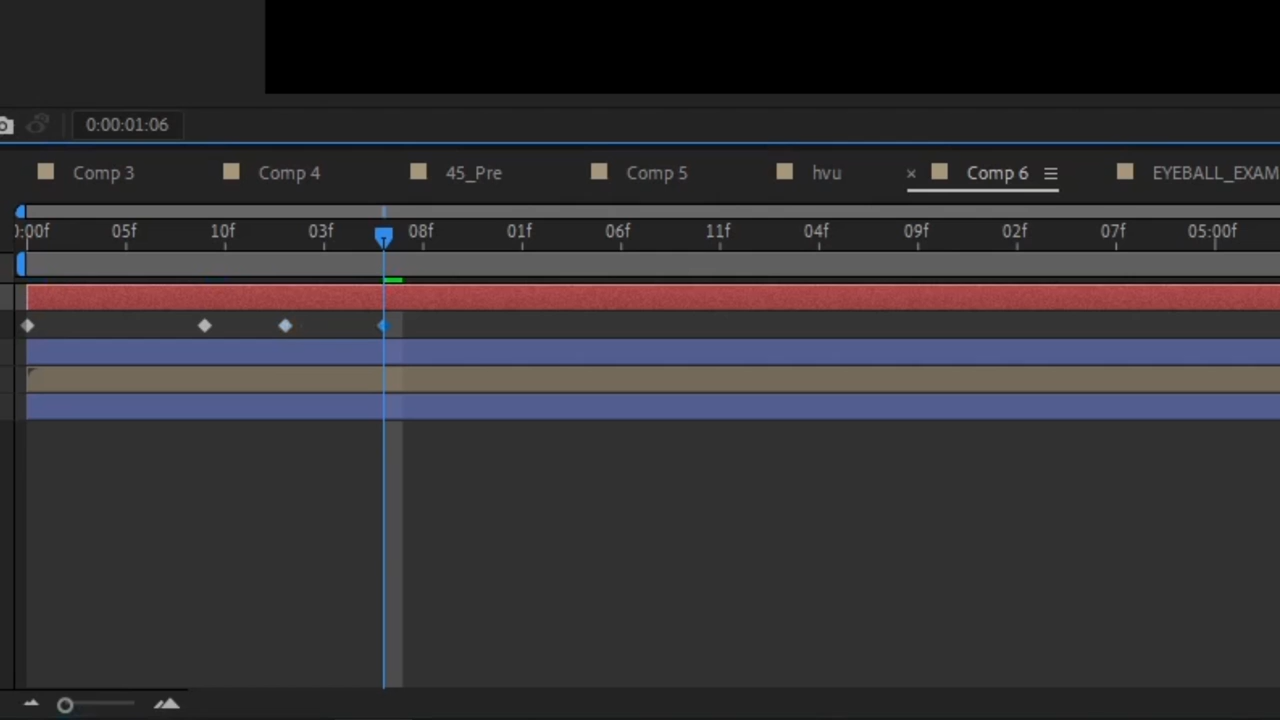 0:00:01:06
Comp 3 Comp 4 45_Pre Comp 5 hvu × Comp 6 EYEBALL_EXAM
):00f 05f 10f 03f 08f 01f 06f 11f 04f 09f 02f 07f 05:00f